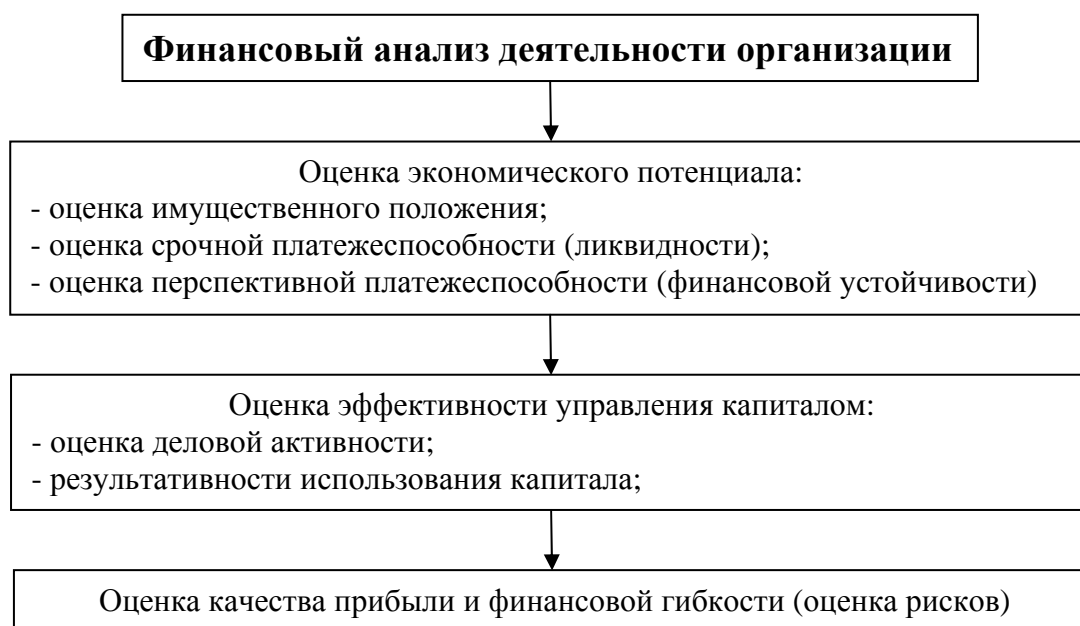 Финансовый анализ деятельности организации
Оценка экономического потенциала:
- оценка имущественного положения;
- оценка срочной платежеспособности (ликвидности);
- оценка перспективной платежеспособности (финансовой устойчивости)
Оценка эффективности управления капиталом:
- оценка деловой активности;
- результативности использования капитала;
Оценка качества прибыли и финансовой гибкости (оценка рисков)